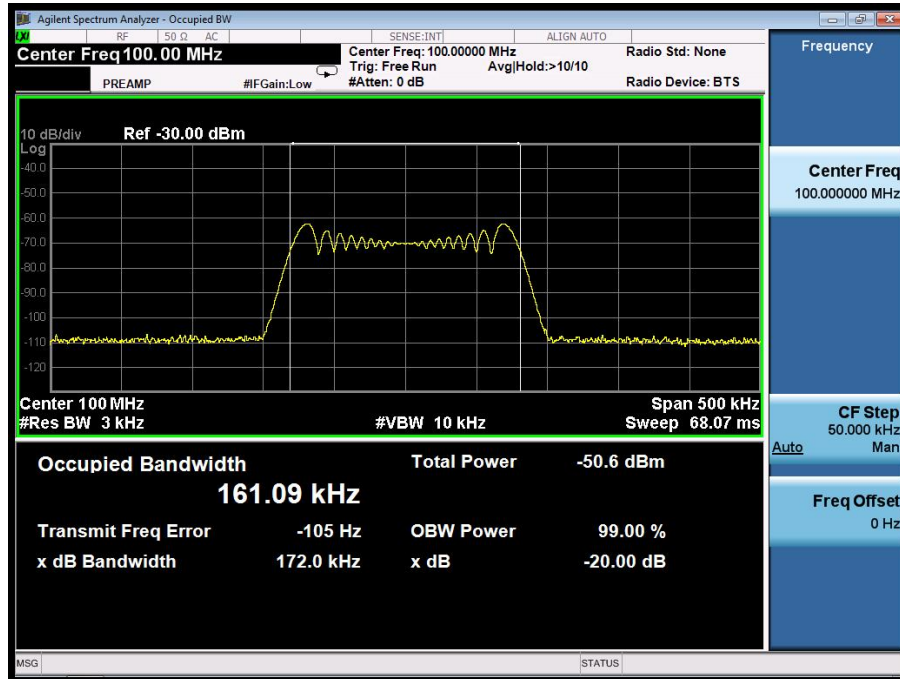 Agilent Spectrum Analyzer - Occupied BW
LXI RF 50 Ω AC SENSE:INT ALIGN AUTO
Center Freq 100.00 MHz Center Freq: 100.00000 MHz Radio Std: None
Trig: Free Run Avg|Hold:>10/10
PREAMP #IFGain:Low #Atten: 0 dB Radio Device: BTS
10 dB/div Ref -30.00 dBm
Log
-40.0
-50.0
-60.0
-70.0
-80.0
-90.0
-100
-110
-120
Center 100 MHz Span 500 kHz
#Res BW 3 kHz #VBW 10 kHz Sweep 68.07 ms
Occupied Bandwidth Total Power -50.6 dBm
161.09 kHz
Transmit Freq Error -105 Hz OBW Power 99.00 %
x dB Bandwidth 172.0 kHz x dB -20.00 dB
MSG STATUS
Frequency
Center Freq
100.000000 MHz
CF Step
50.000 kHz
Auto Man
Freq Offset
0 Hz